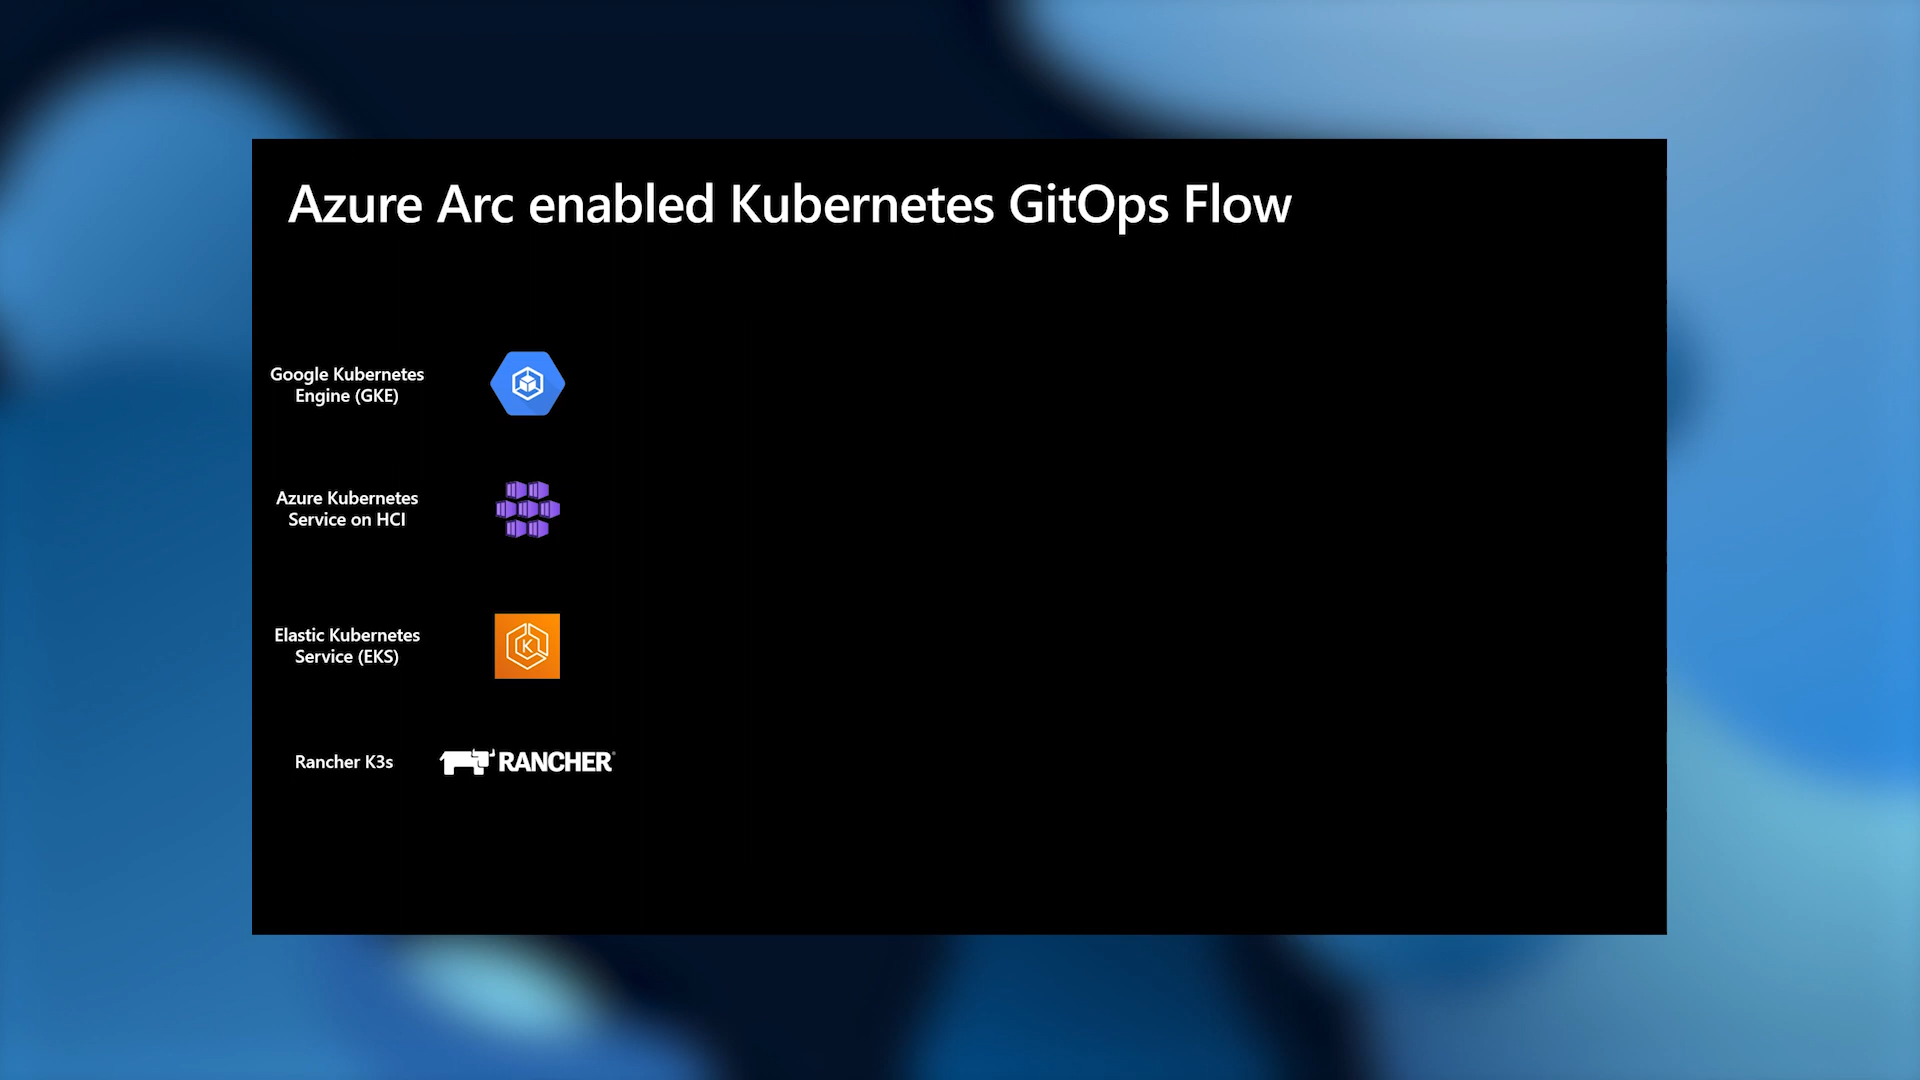 Azure Arc enabled Kubernetes GitOps Flow
Google Kubernetes
Engine (GKE)
Azure Kubernetes
Service on HCI
Elastic Kubernetes
Service (EKS)
K
Rancher K3s
RANCHER